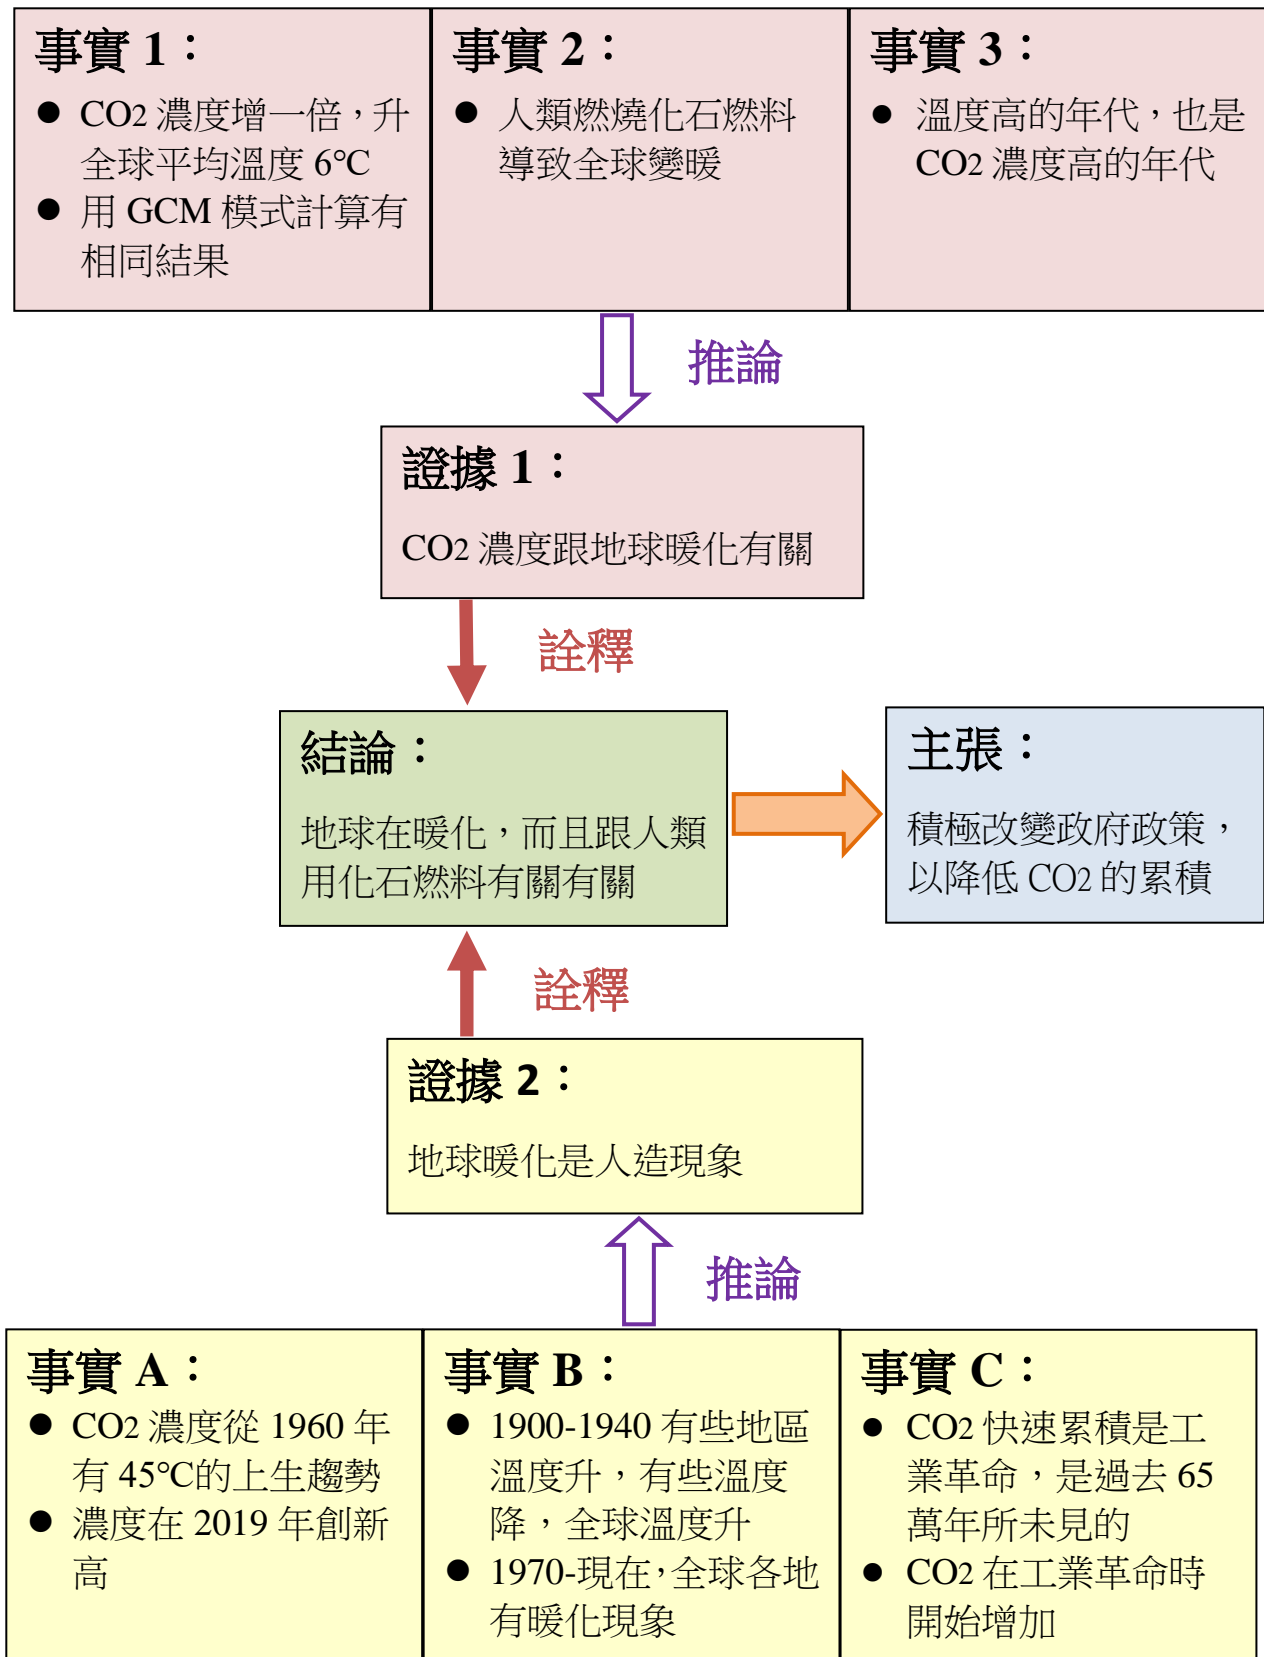 事實 1：
● CO2 濃度增一倍，升
全球平均溫度 6℃
● 用 GCM 模式計算有
相同結果
事實 2：
● 人類燃燒化石燃料
導致全球變暖
事實 3：
● 溫度高的年代，也是
CO2 濃度高的年代
推論
證據 1：
CO2 濃度跟地球暖化有關
詮釋
結論：
地球在暖化，而且跟人類
用化石燃料有關有關
主張：
積極改變政府政策，
以降低 CO2 的累積
詮釋
證據 2：
地球暖化是人造現象
推論
事實 A：
● CO2 濃度從 1960 年
有 45℃的上生趨勢
● 濃度在 2019 年創新
高
事實 B：
● 1900-1940 有些地區
溫度升，有些溫度
降，全球溫度升
● 1970-現在，全球各地
有暖化現象
事實 C：
● CO2 快速累積是工
業革命，是過去 65
萬年所未見的
● CO2 在工業革命時
開始增加